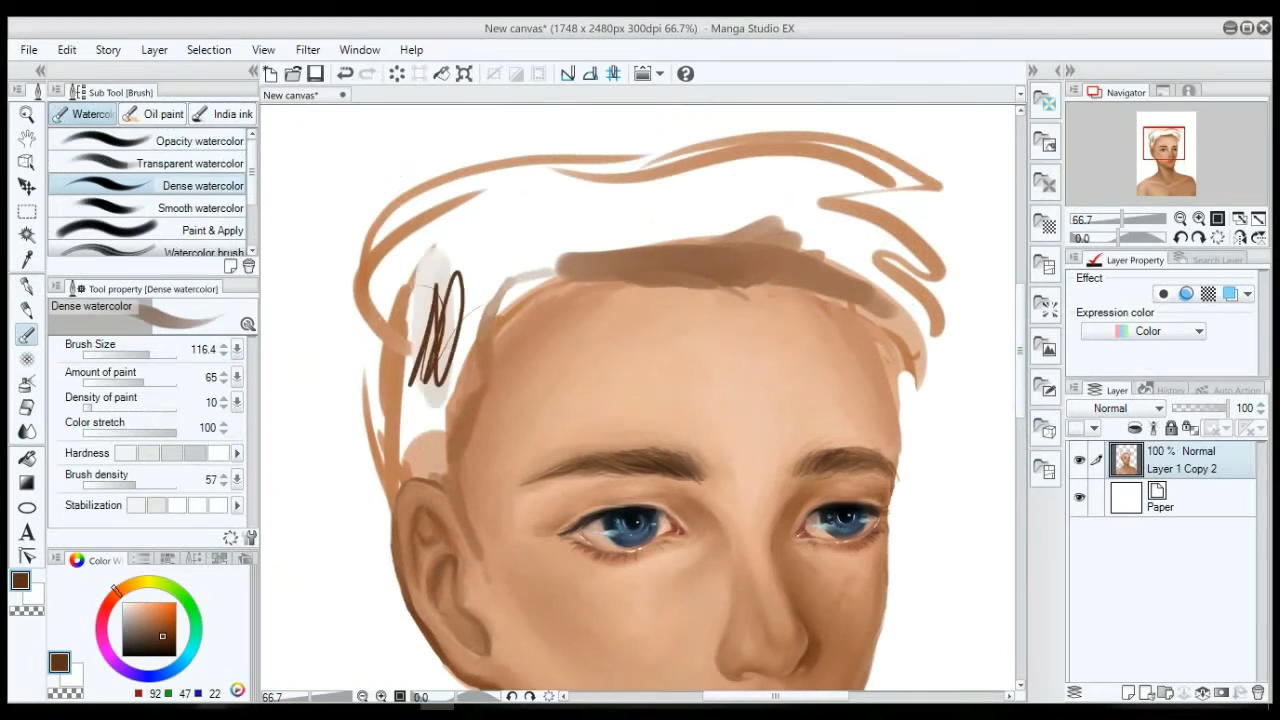 New canvas* (1748 x 2480px 300dpi 66.7%) - Manga Studio EX
File Edit Story Layer Selection View Filter Window Help
Sub Tool [Brush]
New canvas*
Navigator
Oil paint India ink
Opacity watercolor
Transparent watercolor
Dense watercolor
Smooth watercolor
Paint & Apply
Watercolor brush
66.7
0.0
Tool property [Dense watercolor]
Layer Property Search Layer
Dense watercolor
Effect
Brush Size 116.4
Expression color
Color
Amount of paint 65
Density of paint 10
Color stretch 100
Layer History Auto Action
Normal 100
Hardness
100 % Normal
Layer 1 Copy 2
Brush density 57
Paper
Stabilization
92 47 22
66.7 0.0